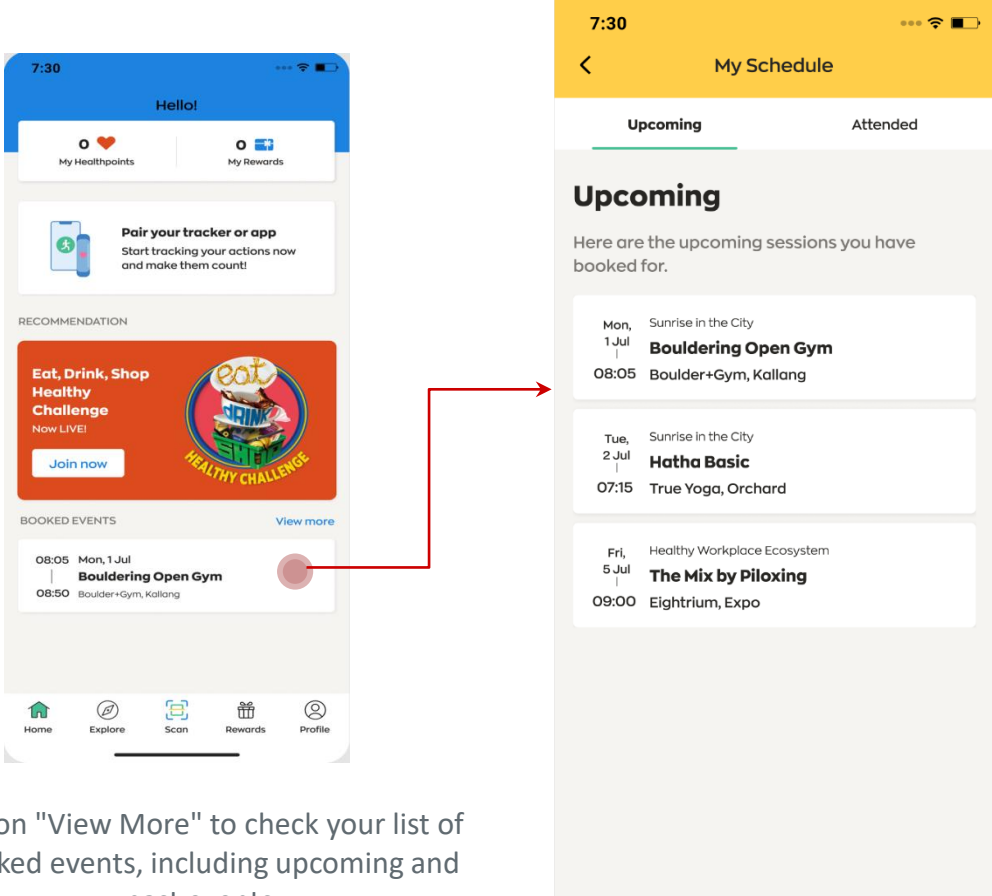 7:30
Hello!
0
0
My Healthpoints
My Rewards
Pair your tracker or app
Start tracking your actions now
and make them count!
RECOMMENDATION
Eat, Drink, Shop
Healthy
Challenge
Now LIVE!
Join now
eat
DRINK
SHOP
HEALTHY CHALLENGE
BOOKED EVENTS
View more
08:05 Mon, 1 Jul
Bouldering Open Gym
08:50 Boulder+Gym, Kallang
Home
Explore
Scan
Rewards
Profile
on "View More" to check your list of
ked events, including upcoming and
7:30
My Schedule
Upcoming
Attended
Upcoming
Here are the upcoming sessions you have
booked for.
Mon, Sunrise in the City
1 Jul Bouldering Open Gym
08:05 Boulder+Gym, Kallang
Tue, Sunrise in the City
2 Jul Hatha Basic
07:15 True Yoga, Orchard
Fri, Healthy Workplace Ecosystem
5 Jul The Mix by Piloxing
09:00 Eightrium, Expo